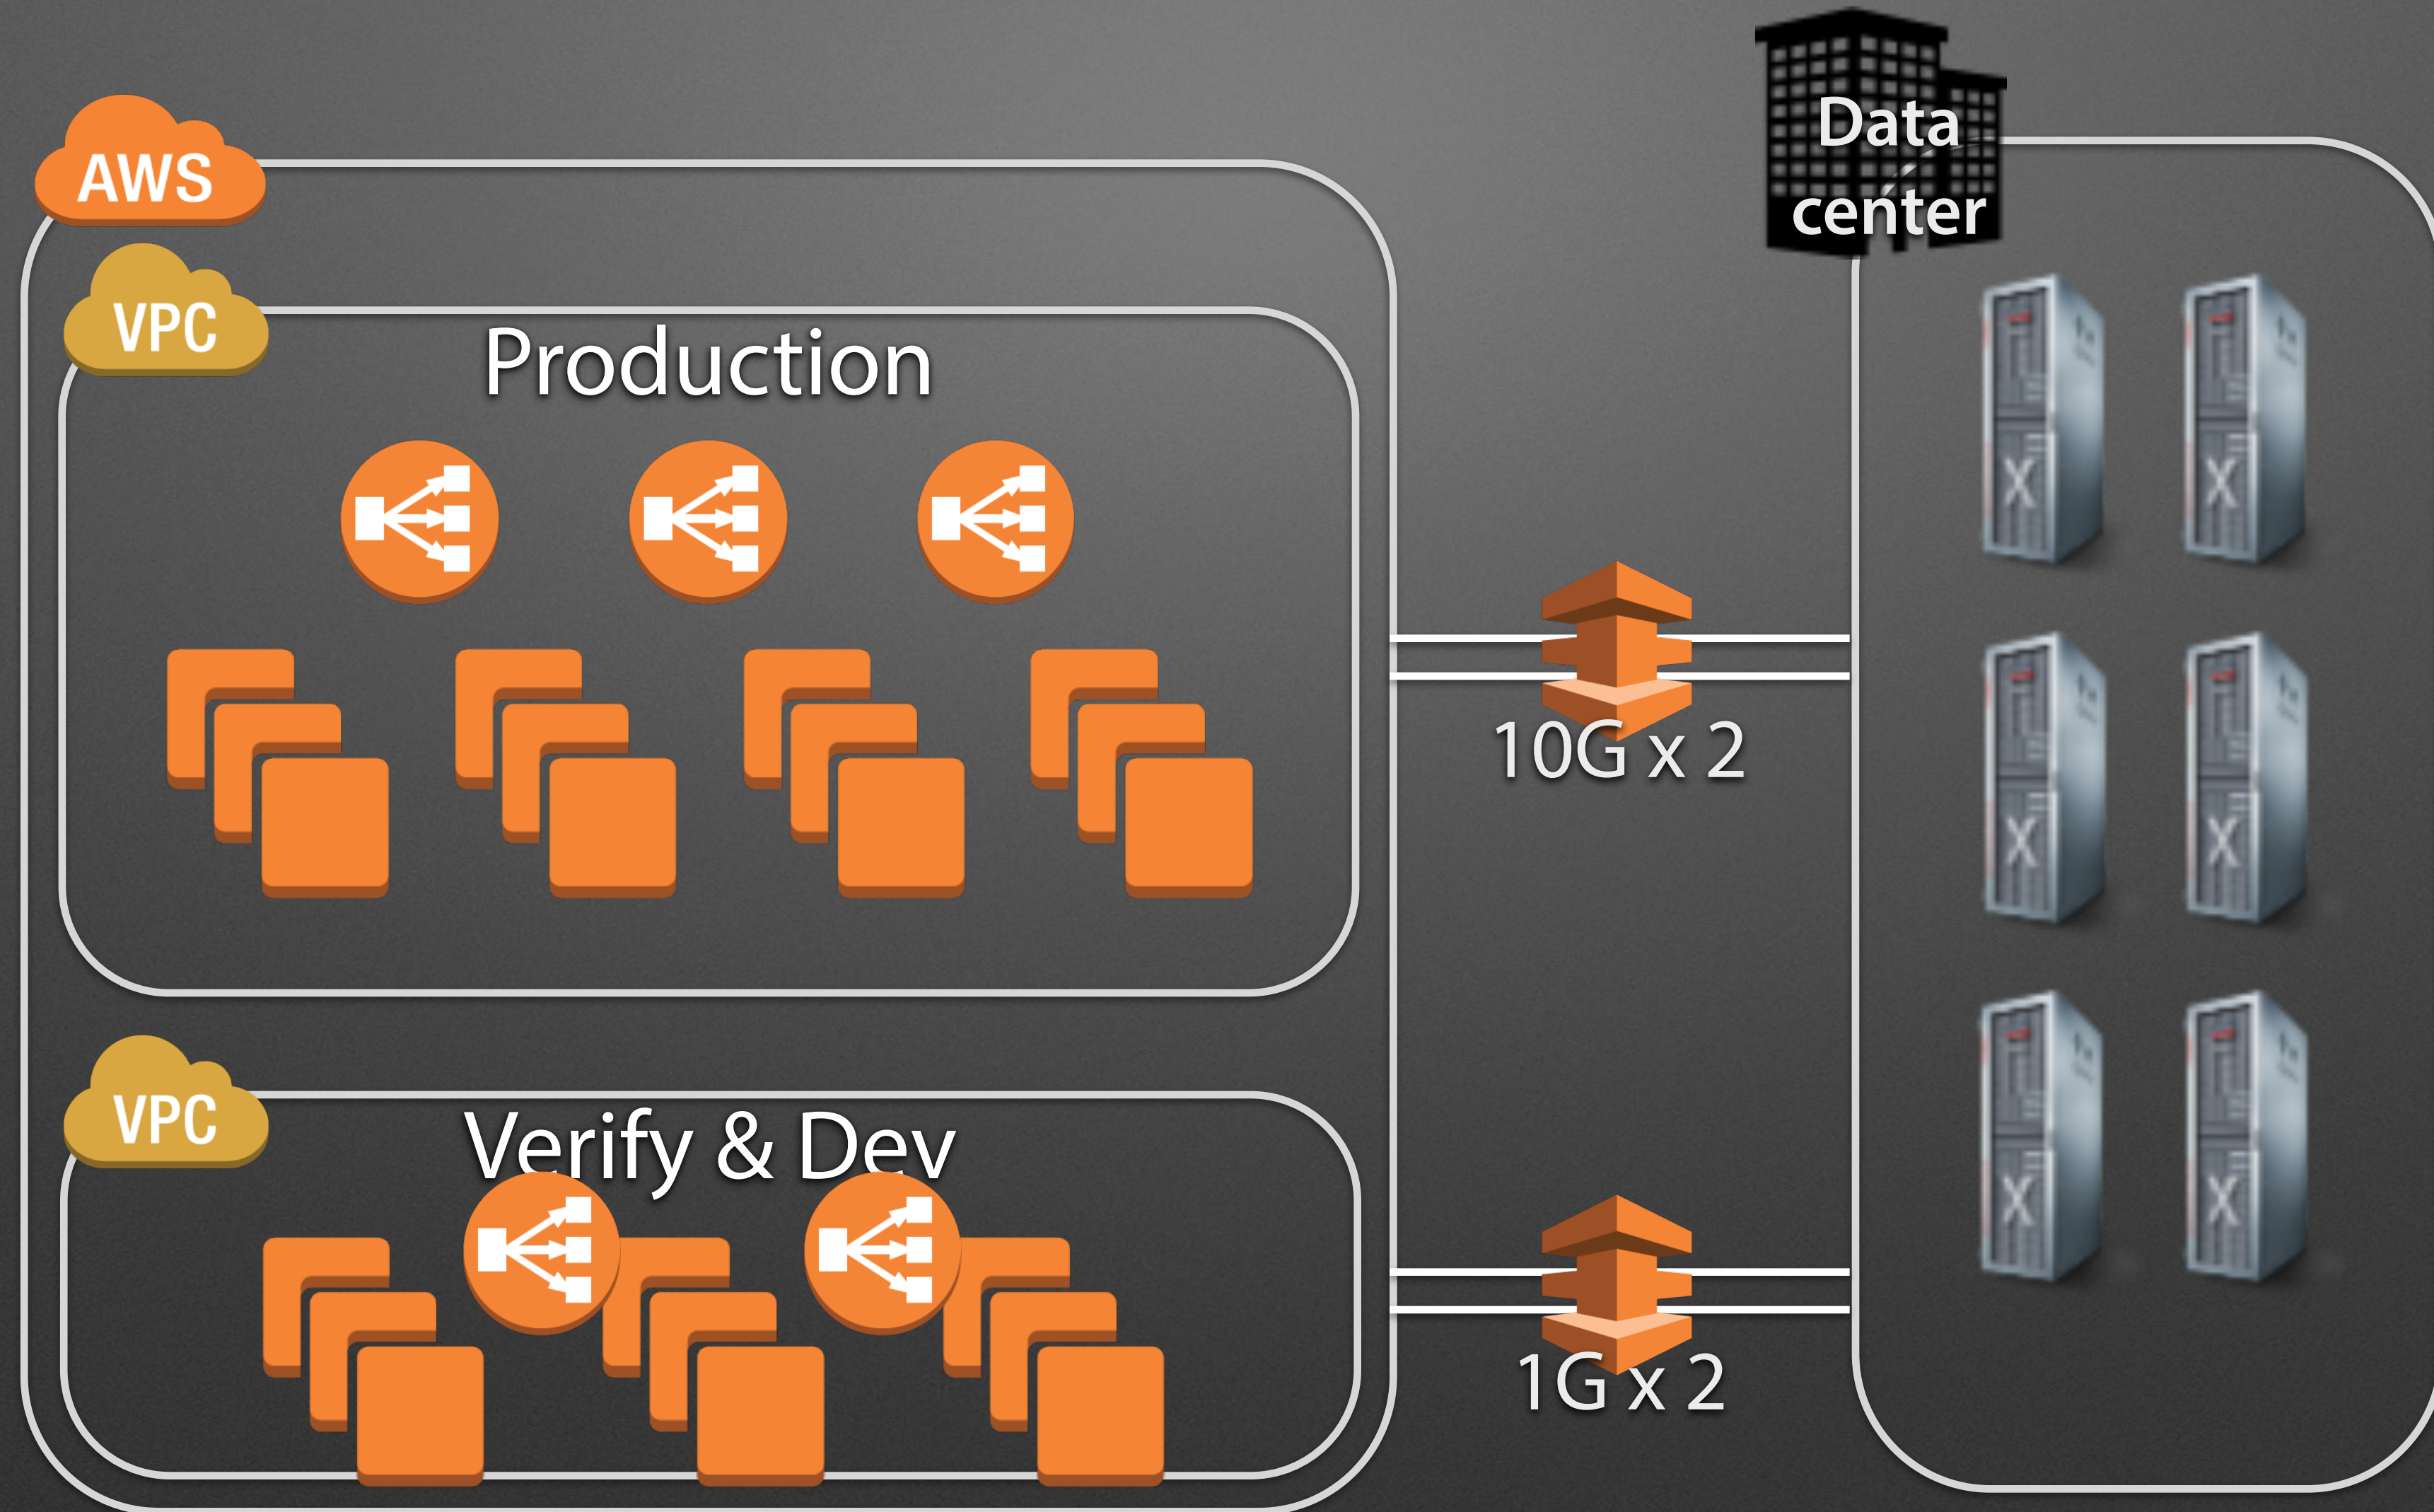 AWS
VPC
Production
VPC
Verify & Dev
10G x 2
1G x 2
Data
center
X
X
X
X
X
X